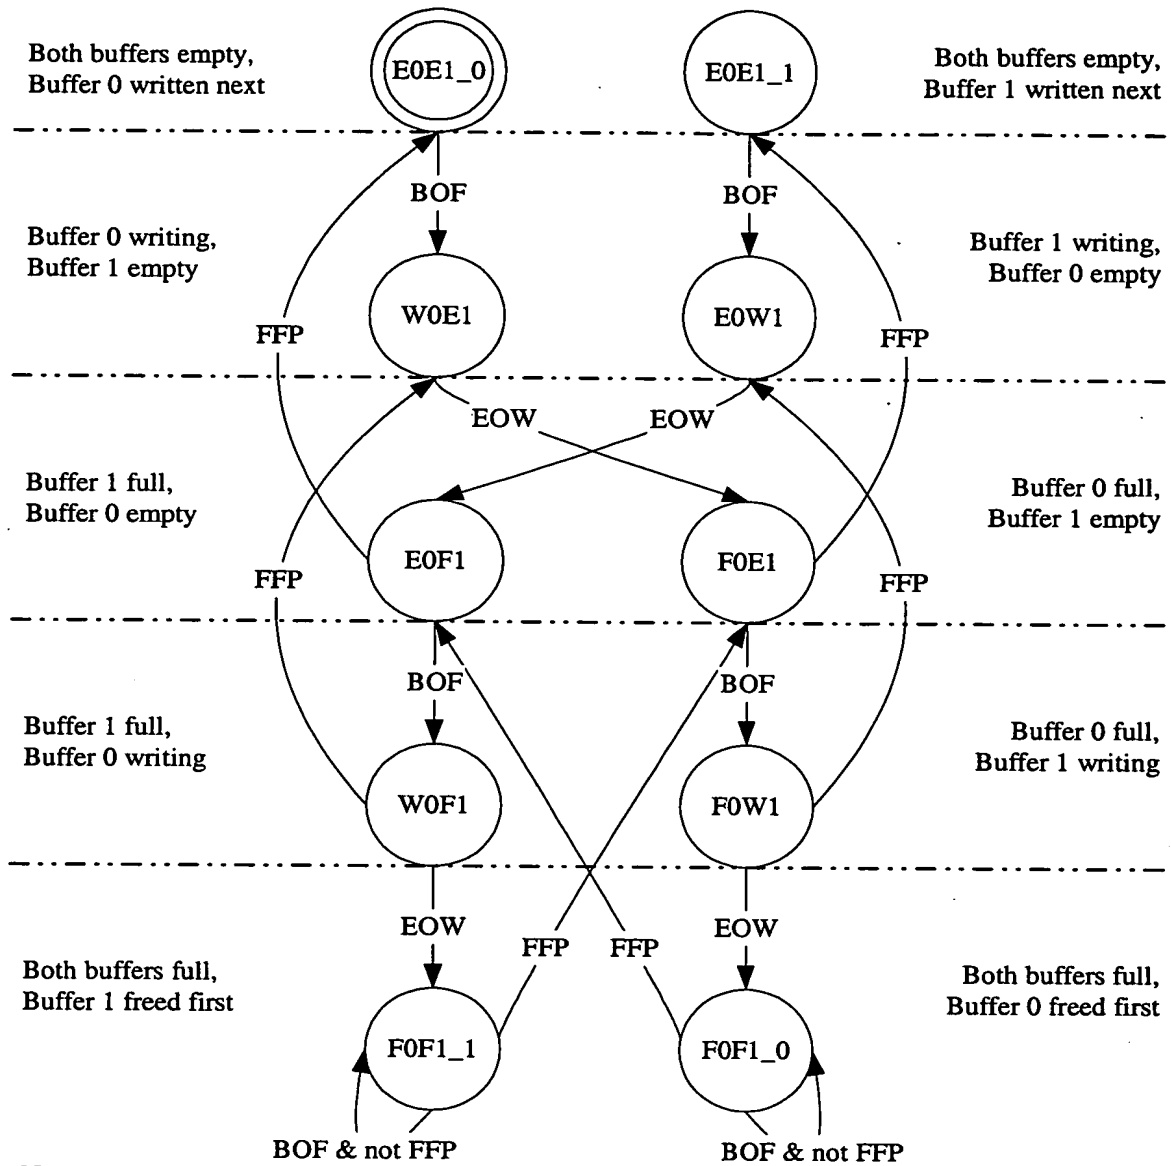 Both buffers empty,
Buffer 0 written next
E0E1_0
E0E1_1
Both buffers empty,
Buffer 1 written next
BOF
BOF
Buffer 0 writing,
Buffer 1 empty
W0E1
E0W1
Buffer 1 writing,
Buffer 0 empty
FFP
FFP
EOW
EOW
Buffer 1 full,
Buffer 0 empty
E0F1
F0E1
Buffer 0 full,
Buffer 1 empty
FFP
FFP
BOF
BOF
Buffer 1 full,
Buffer 0 writing
W0F1
F0W1
Buffer 0 full,
Buffer 1 writing
EOW
FFP
FFP
EOW
Both buffers full,
Buffer 1 freed first
F0F1_1
F0F1_0
Both buffers full,
Buffer 0 freed first
BOF & not FFP
BOF & not FFP